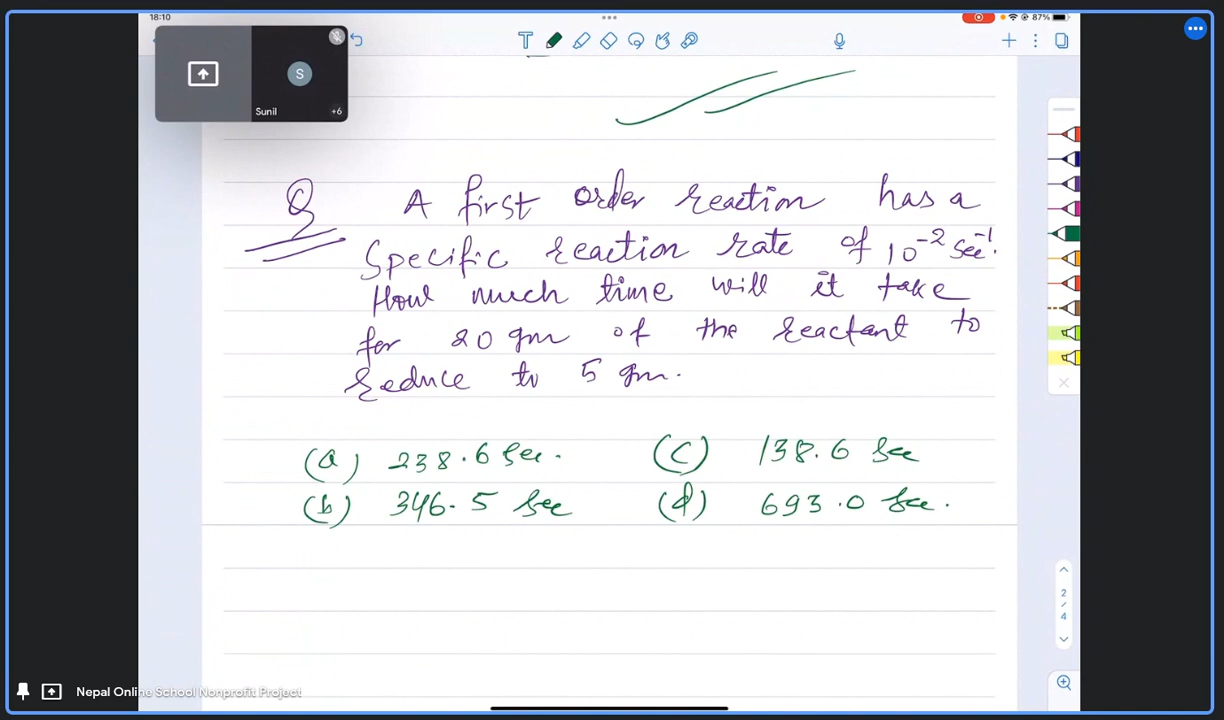 18:10
87%
T
S
Sunil
+6
Q A first order reaction has a
specific reaction rate of 10⁻² sec⁻¹.
How much time will it take
for 20 gm of the reactant to
reduce to 5 gm.
(a) 238.6 sec. (c) 138.6 sec
(b) 346.5 sec (d) 693.0 sec.
2
/
4
Nepal Online School Nonprofit Project